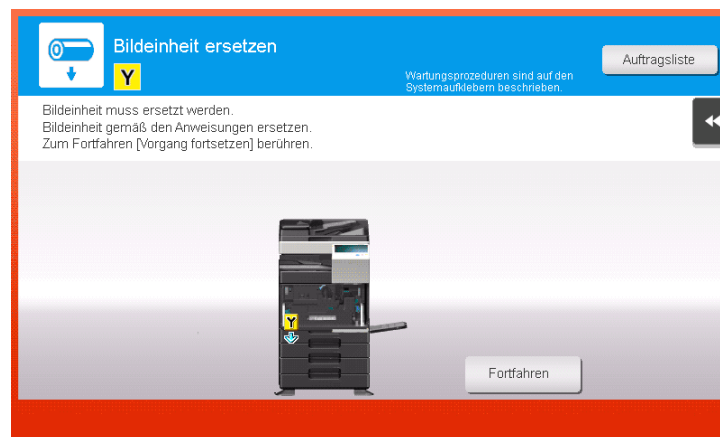 Bildeinheit ersetzen
Y
Wartungsprozeduren sind auf den
Systemaufklebern beschrieben.
Auftragsliste
Bildeinheit muss ersetzt werden.
Bildeinheit gemäß den Anweisungen ersetzen.
Zum Fortfahren [Vorgang fortsetzen] berühren.
Y
Fortfahren